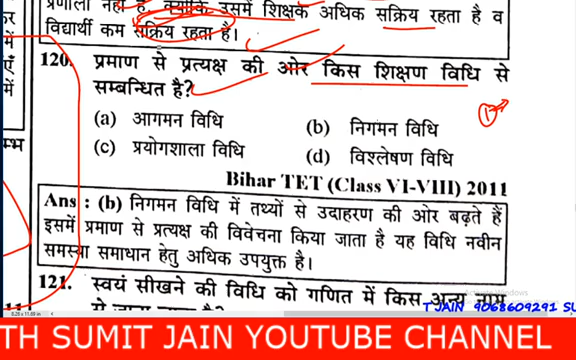 प्रणाली नहीं है, क्योंकि उसमें शिक्षक अधिक सक्रिय रहता है व
विद्यार्थी कम सक्रिय रहता है।
120. प्रमाण से प्रत्यक्ष की ओर किस शिक्षण विधि से
सम्बन्धित है?
(a) आगमन विधि (b) निगमन विधि
(c) प्रयोगशाला विधि (d) विश्लेषण विधि
Bihar TET (Class VI-VIII) 2011
Ans : (b) निगमन विधि में तथ्यों से उदाहरण की ओर बढ़ते हैं
इसमें प्रमाण से प्रत्यक्ष की विवेचना किया जाता है यह विधि नवीन
समस्या समाधान हेतु अधिक उपयुक्त है।
121. स्वयं सीखने की विधि को गणित में किस अन्य नाम
T JAIN 9068609291 SU
TH SUMIT JAIN YOUTUBE CHANNEL